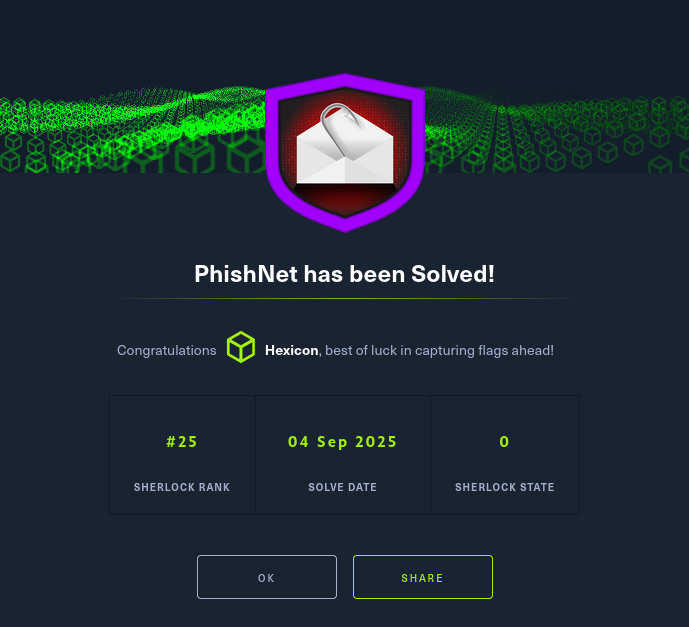 PhishNet has been Solved!
Congratulations Hexicon, best of luck in capturing flags ahead!
#25 04 Sep 2025 0
SHERLOCK RANK SOLVE DATE SHERLOCK STATE
OK SHARE